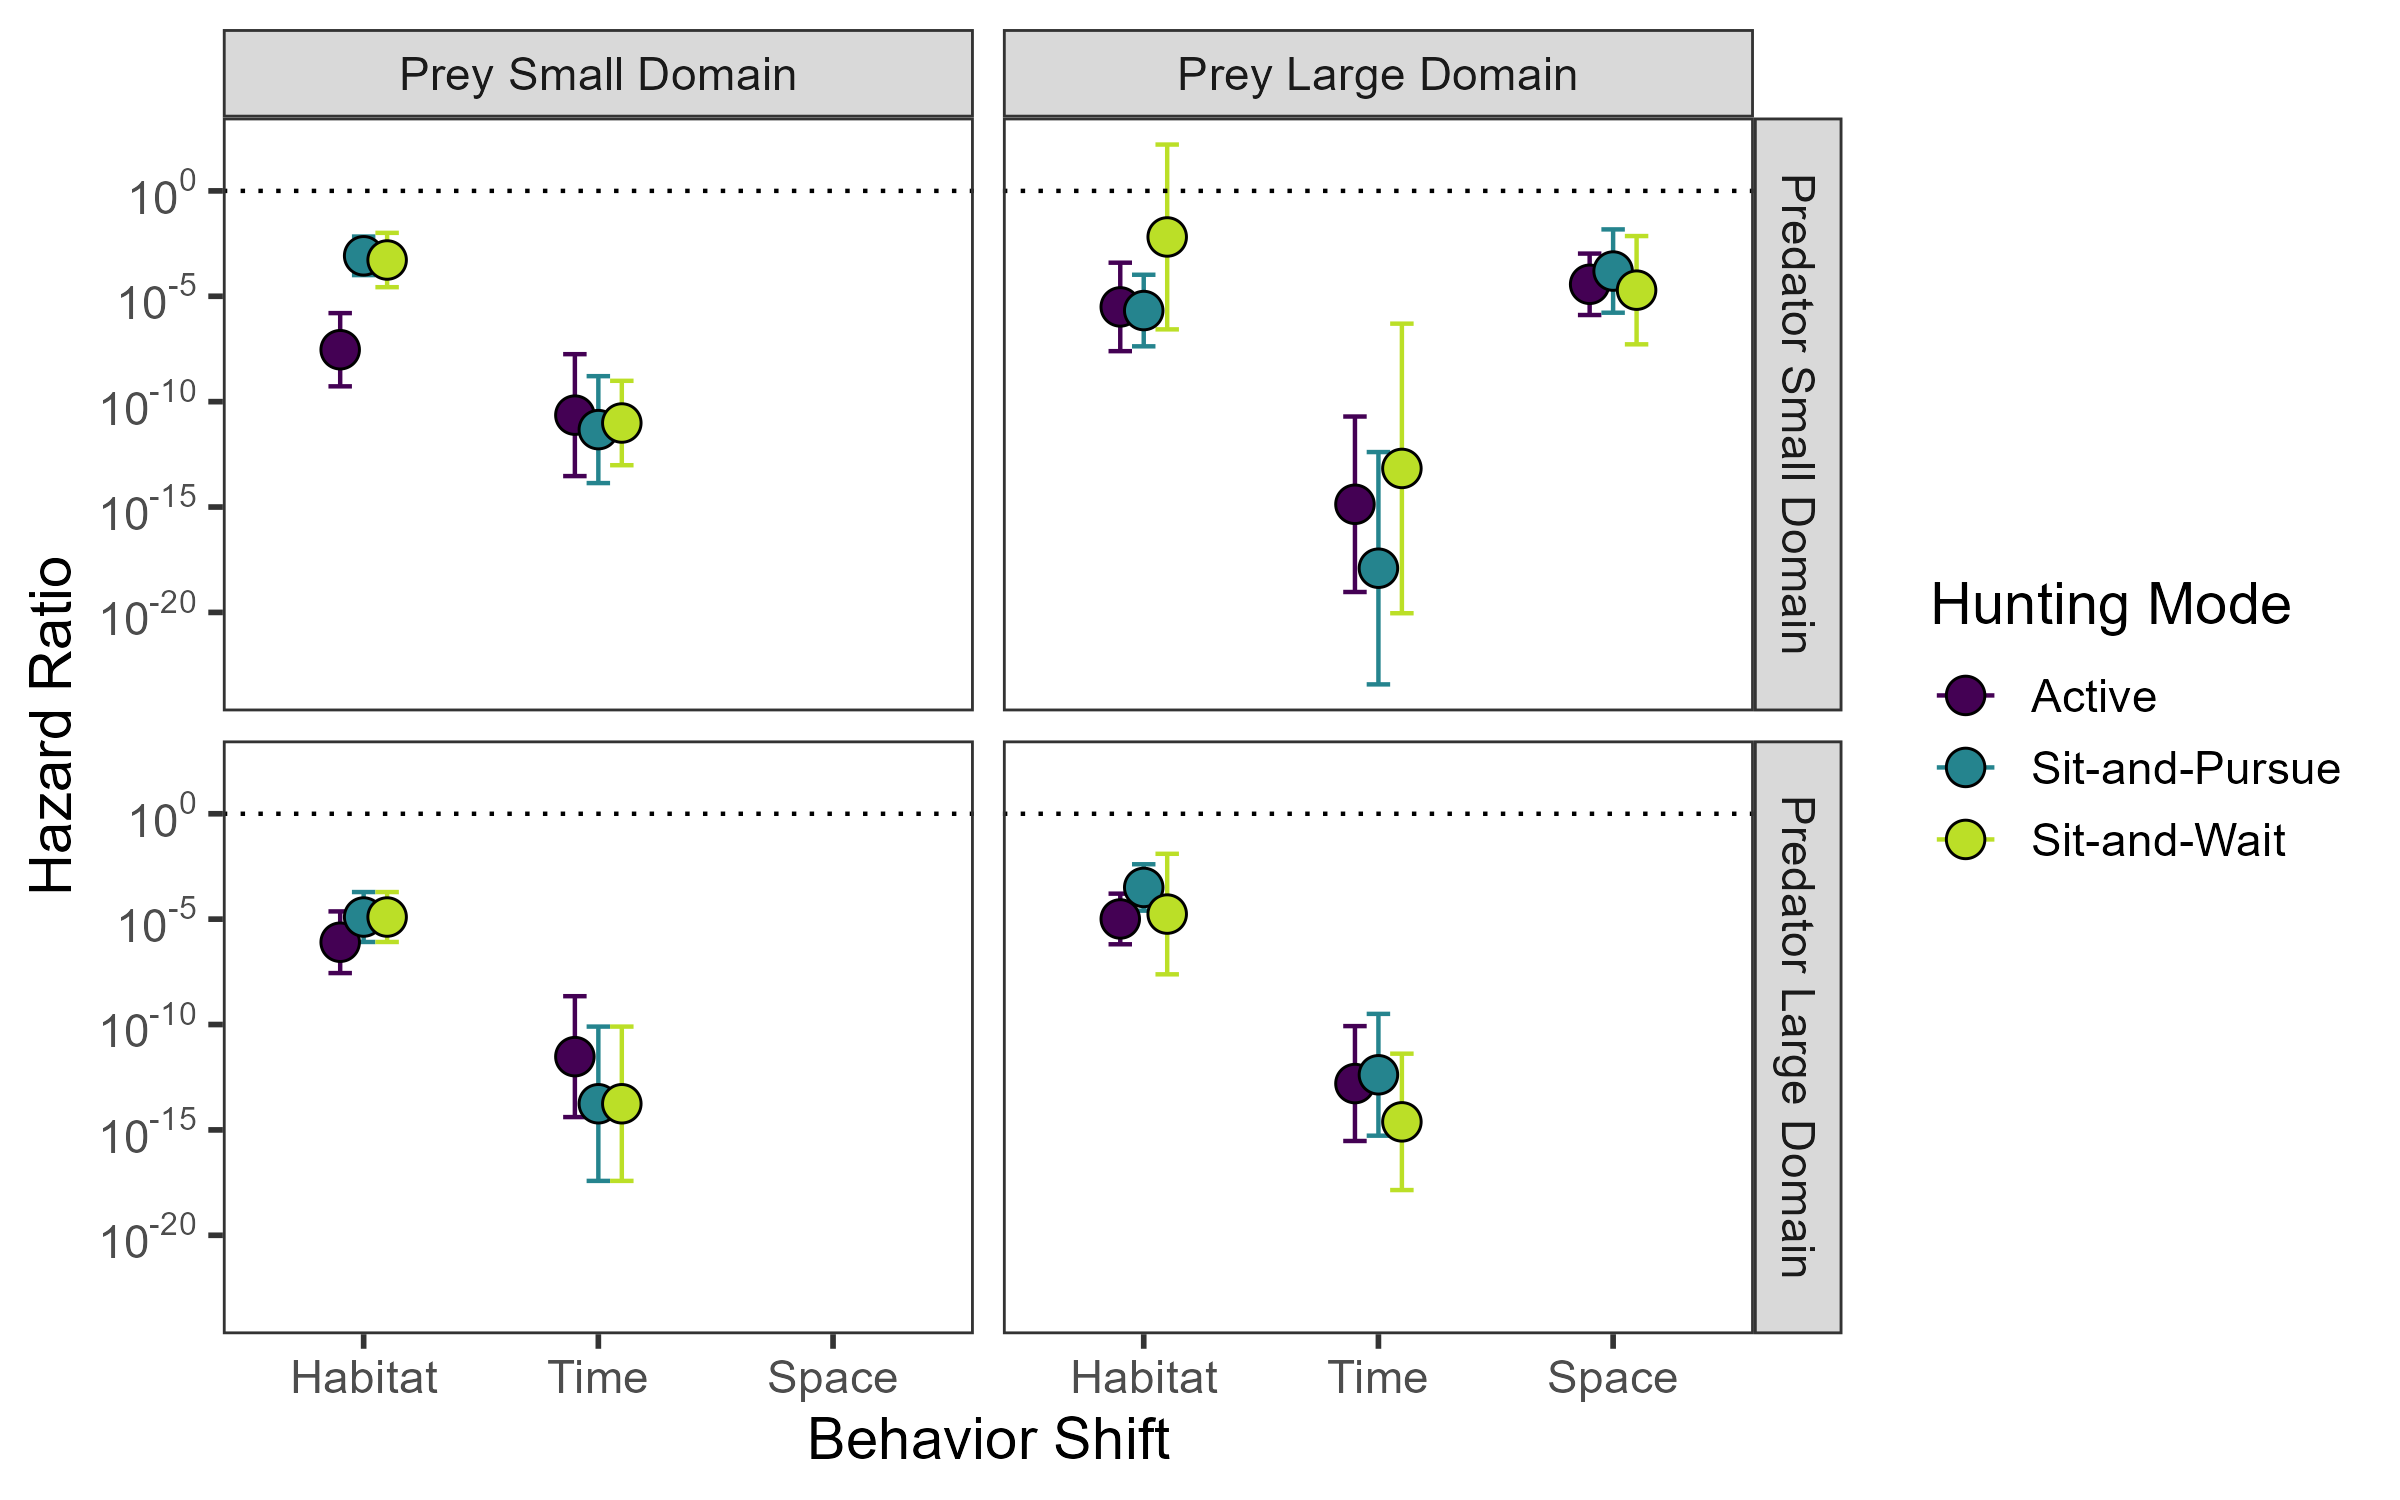 Prey Small Domain
Prey Large Domain
Predator Small Domain
Predator Large Domain
Hazard Ratio
10^0
10^-5
10^-10
10^-15
10^-20
10^0
10^-5
10^-10
10^-15
10^-20
Habitat
Time
Space
Habitat
Time
Space
Behavior Shift
Hunting Mode
Active
Sit-and-Pursue
Sit-and-Wait